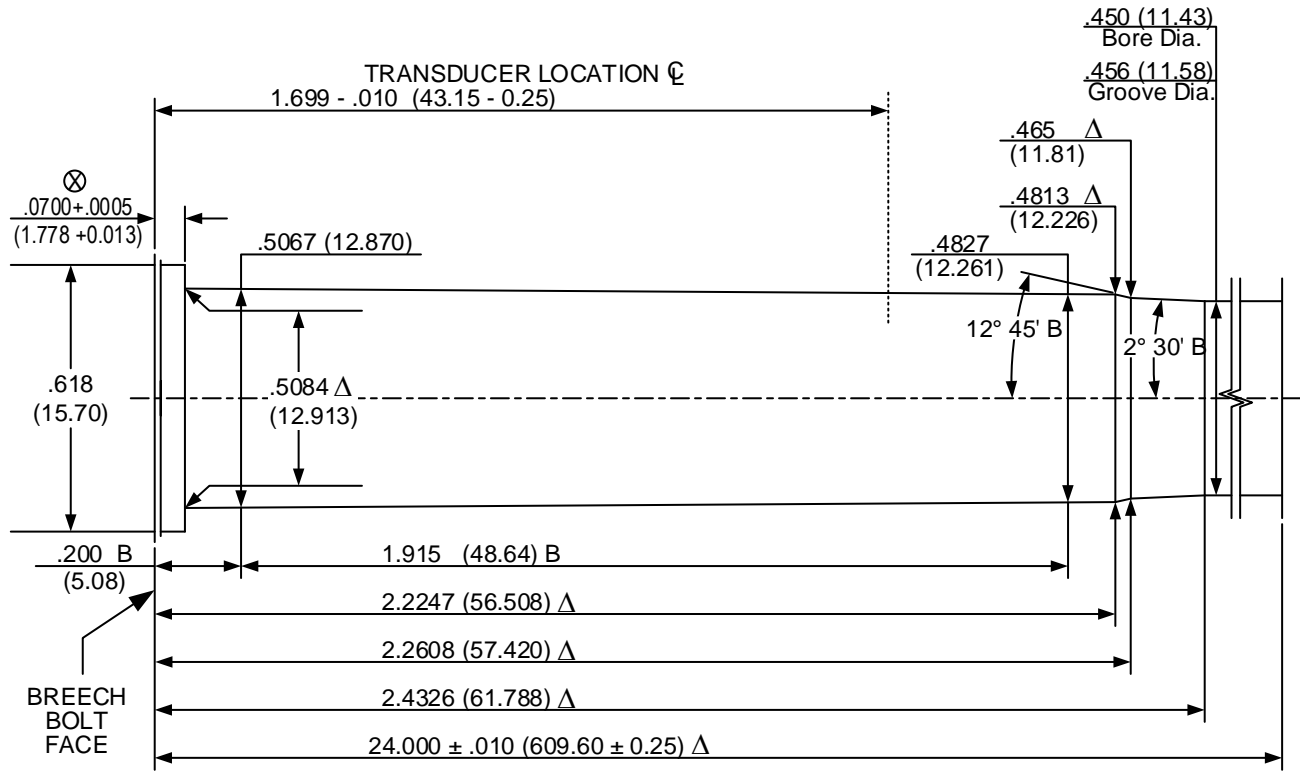 .450 (11.43)
Bore Dia.
.456 (11.58)
Groove Dia.
TRANSDUCER LOCATION ℄
1.699 - .010 (43.15 - 0.25)
.465 Δ
(11.81)
⊗
.0700+.0005
(1.778 +0.013)
.4813 Δ
(12.226)
.5067 (12.870)
.4827
(12.261)
12° 45' B
2° 30' B
.618
(15.70)
.5084 Δ
(12.913)
.200 B
(5.08)
1.915 (48.64) B
2.2247 (56.508) Δ
2.2608 (57.420) Δ
2.4326 (61.788) Δ
24.000 ± .010 (609.60 ± 0.25) Δ
BREECH
BOLT
FACE